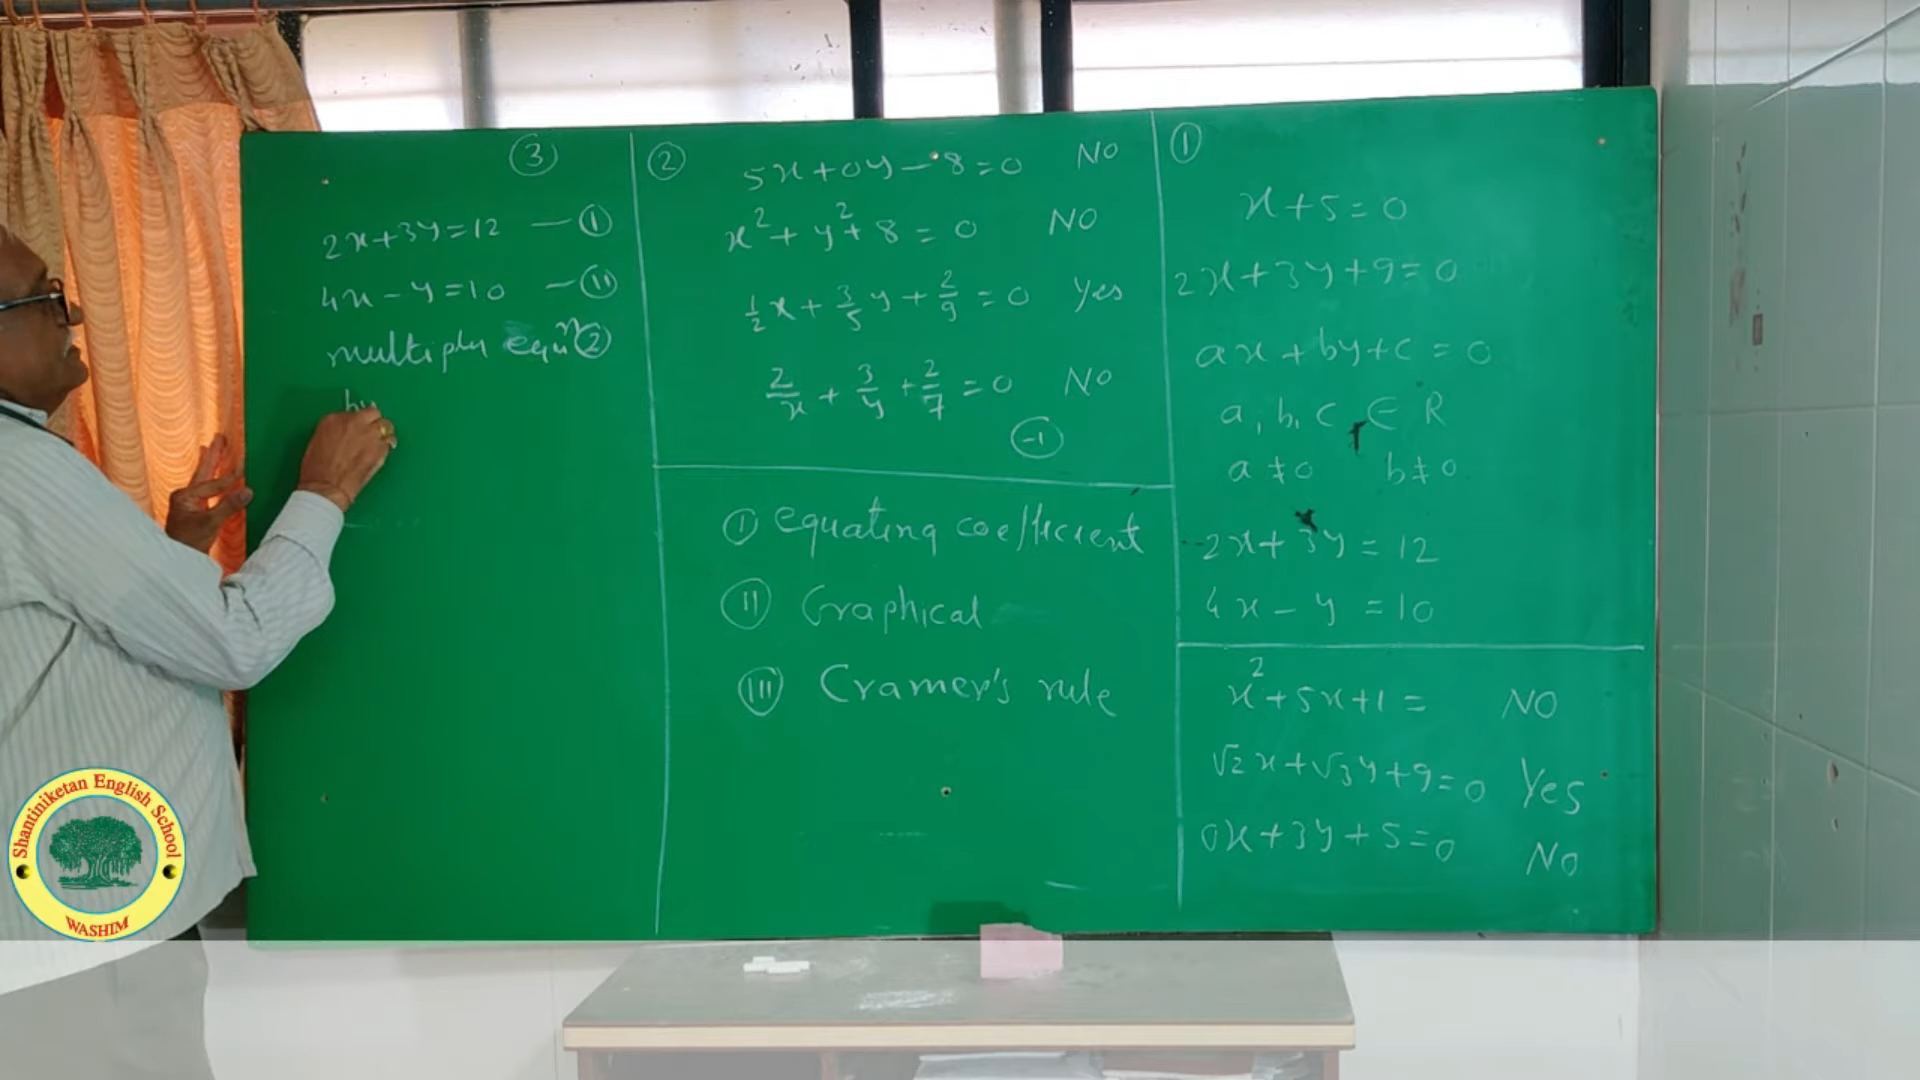 ③
2x+3y=12 — Ⓘ
4x-y=10 — ⓘⓘ
multiply equⁿ②
by
②
5x+0y-8=0 NO
x²+y²+8=0 NO
1/2x+3/5y+2/9=0 Yes
2/x+3/y+2/7=0 NO
(-1)
Ⓘ equating coefficient
(II) Graphical
(III) Cramer's rule
①
x+5=0
2x+3y+9=0
ax+by+c=0
a, b, c ∈ R
a≠0 b≠0
2x+3y=12
4x-y=10
x²+5x+1= NO
√2x+√3y+9=0 Yes
0x+3y+5=0 NO
Shantiniketan English School
WASHIM